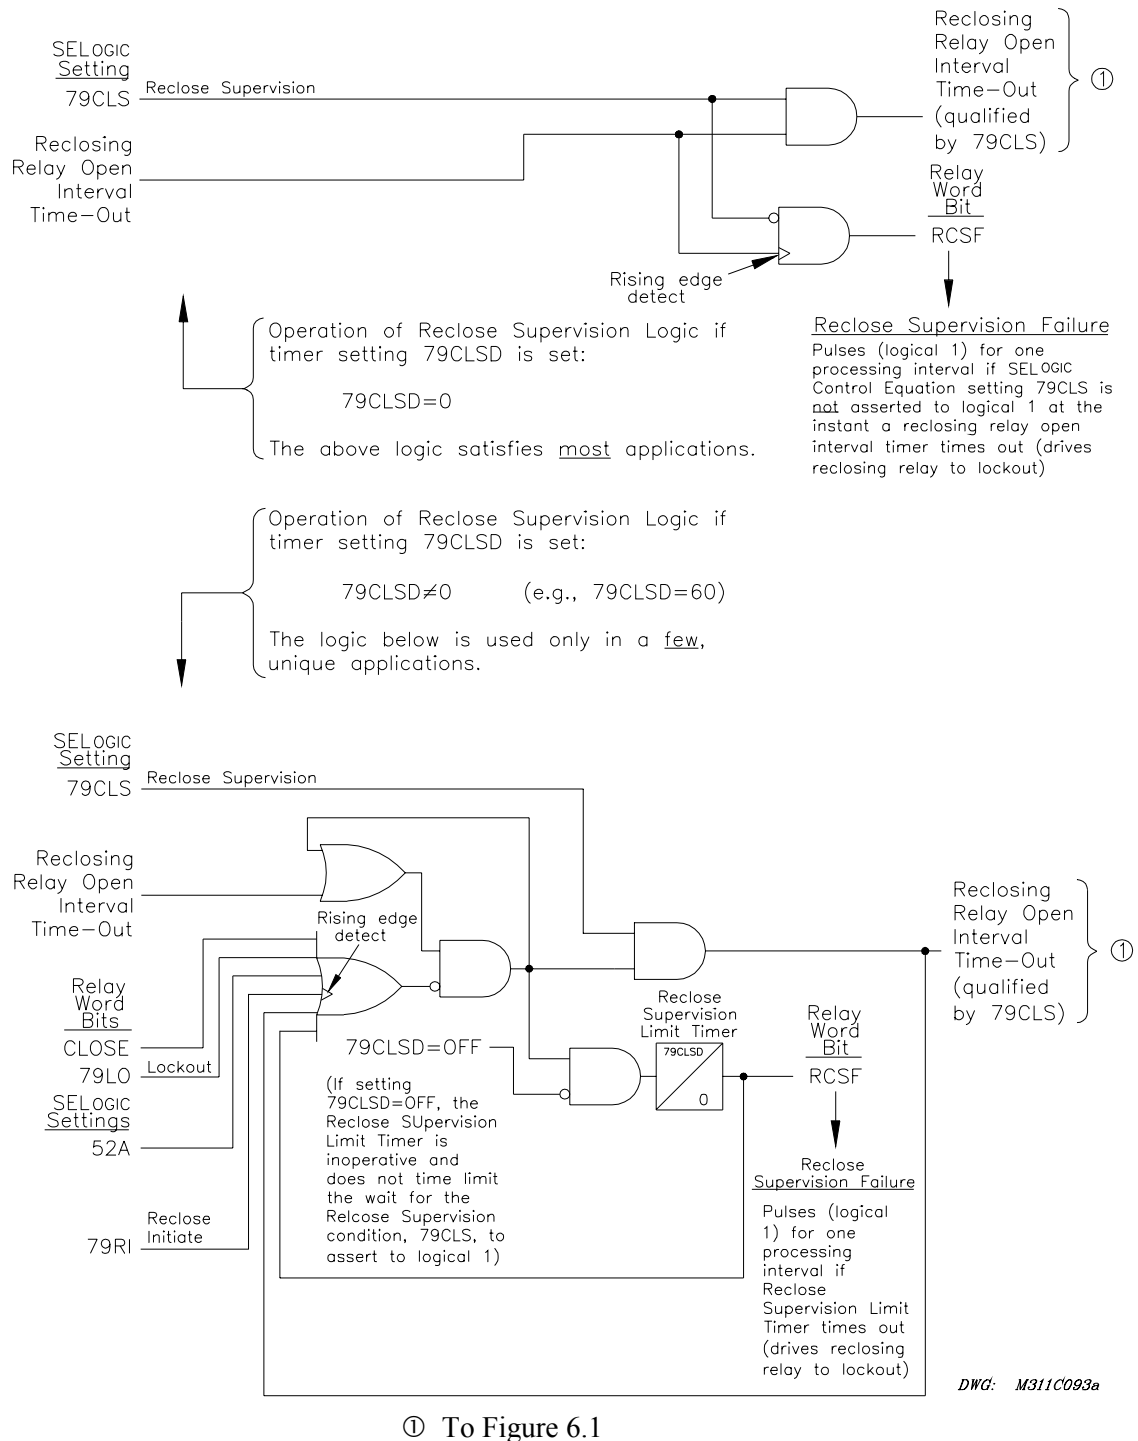 SELOGIC
Setting
79CLS
Reclose Supervision
Reclosing
Relay Open
Interval
Time-Out
Reclosing
Relay Open
Interval
Time-Out
(qualified
by 79CLS)
①
Relay
Word
Bit
RCSF
Rising edge
detect
Reclose Supervision Failure
Pulses (logical 1) for one
processing interval if SELOGIC
Control Equation setting 79CLS is
not asserted to logical 1 at the
instant a reclosing relay open
interval timer times out (drives
reclosing relay to lockout)
Operation of Reclose Supervision Logic if
timer setting 79CLSD is set:
79CLSD=0
The above logic satisfies most applications.
Operation of Reclose Supervision Logic if
timer setting 79CLSD is set:
79CLSD≠0 (e.g., 79CLSD=60)
The logic below is used only in a few,
unique applications.
SELOGIC
Setting
79CLS
Reclose Supervision
Reclosing
Relay Open
Interval
Time-Out
Rising edge
detect
Relay
Word
Bits
CLOSE
79LO
Lockout
SELOGIC
Settings
52A
79RI
Reclose
Initiate
79CLSD=OFF
(If setting
79CLSD=OFF, the
Reclose SUpervision
Limit Timer is
inoperative and
does not time limit
the wait for the
Relcose Supervision
condition, 79CLS, to
assert to logical 1)
Reclose
Supervision
Limit Timer
79CLSD
0
Relay
Word
Bit
RCSF
Reclose
Supervision Failure
Pulses (logical
1) for one
processing
interval if
Reclose
Supervision Limit
Timer times out
(drives reclosing
relay to lockout)
Reclosing
Relay Open
Interval
Time-Out
(qualified
by 79CLS)
①
DWG: M311C093a
① To Figure 6.1